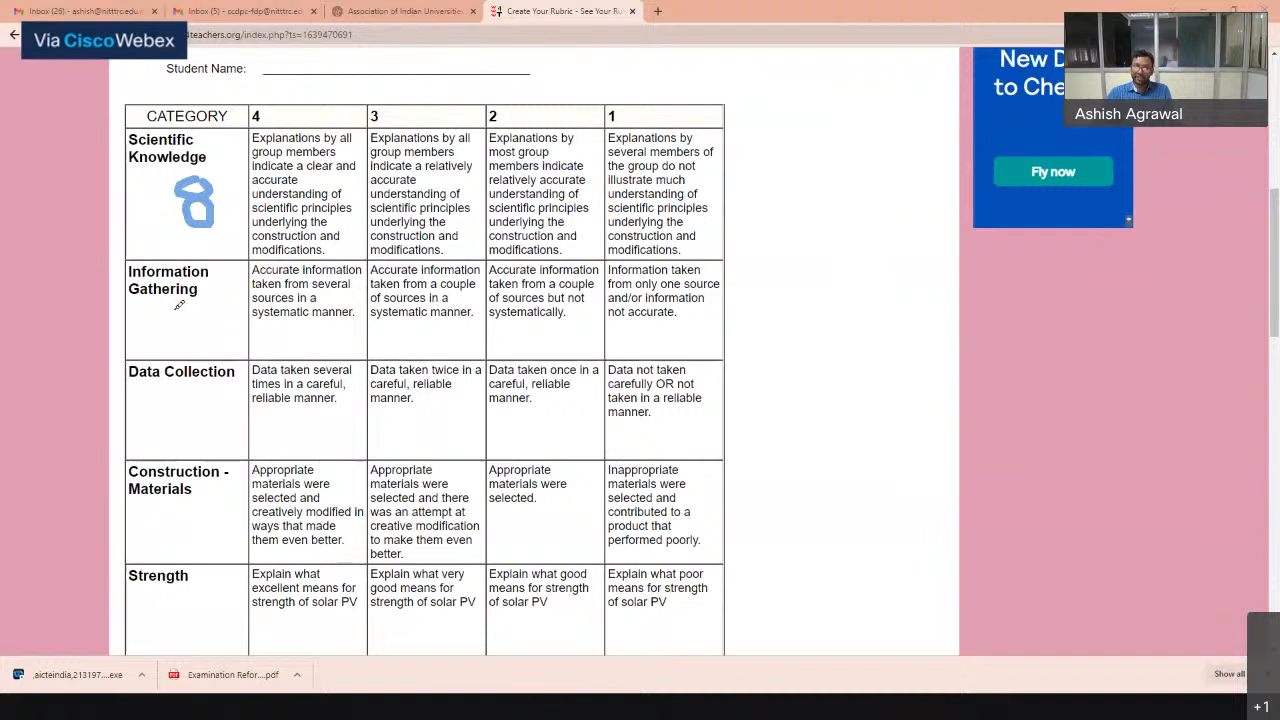 Inbox (26) - ashish@nitttr.edu.
Inbox (5) - ccdpc-fdp@nitttrc.e
Association of Indian Universities
Create Your Rubric - See Your Ru
Via Cisco Webex
4teachers.org/index.php?ts=1639470691
Student Name:
New D
to Che
Fly now
Ashish Agrawal
CATEGORY 4 3 2 1
Scientific
Knowledge
8
Explanations by all
group members
indicate a clear and
accurate
understanding of
scientific principles
underlying the
construction and
modifications.
Explanations by all
group members
indicate a relatively
accurate
understanding of
scientific principles
underlying the
construction and
modifications.
Explanations by
most group
members indicate
relatively accurate
understanding of
scientific principles
underlying the
construction and
modifications.
Explanations by
several members of
the group do not
illustrate much
understanding of
scientific principles
underlying the
construction and
modifications.
Information
Gathering
Accurate information
taken from several
sources in a
systematic manner.
Accurate information
taken from a couple
of sources in a
systematic manner.
Accurate information
taken from a couple
of sources but not
systematically.
Information taken
from only one source
and/or information
not accurate.
Data Collection
Data taken several
times in a careful,
reliable manner.
Data taken twice in a
careful, reliable
manner.
Data taken once in a
careful, reliable
manner.
Data not taken
carefully OR not
taken in a reliable
manner.
Construction -
Materials
Appropriate
materials were
selected and
creatively modified in
ways that made
them even better.
Appropriate
materials were
selected and there
was an attempt at
creative modification
to make them even
better.
Appropriate
materials were
selected.
Inappropriate
materials were
selected and
contributed to a
product that
performed poorly.
Strength
Explain what
excellent means for
strength of solar PV
Explain what very
good means for
strength of solar PV
Explain what good
means for strength
of solar PV
Explain what poor
means for strength
of solar PV
,aicteindia,213197....exe
Examination Refor....pdf
Show all
+1